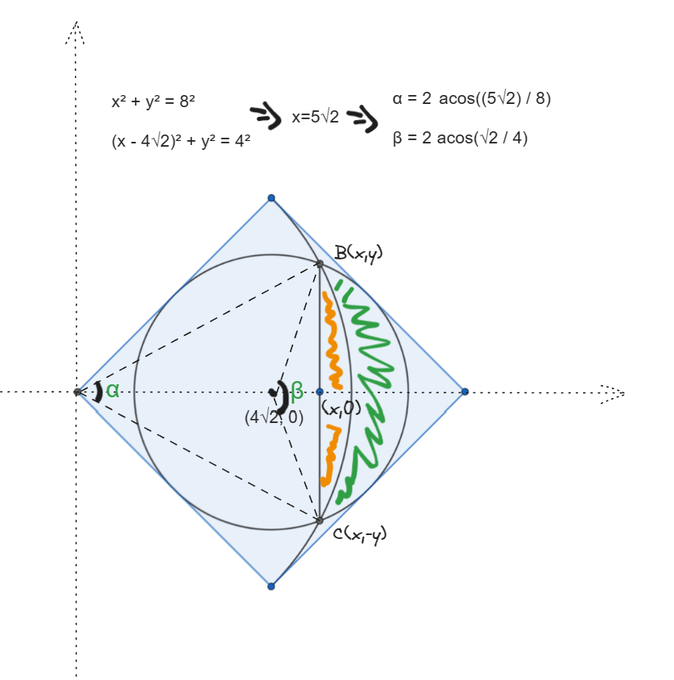 x² + y² = 8²
(x - 4√2)² + y² = 4²
x=5√2
α = 2 acos((5√2) / 8)
β = 2 acos(√2 / 4)
B(x,y)
α
β
(4√2, 0)
(x,0)
C(x,-y)